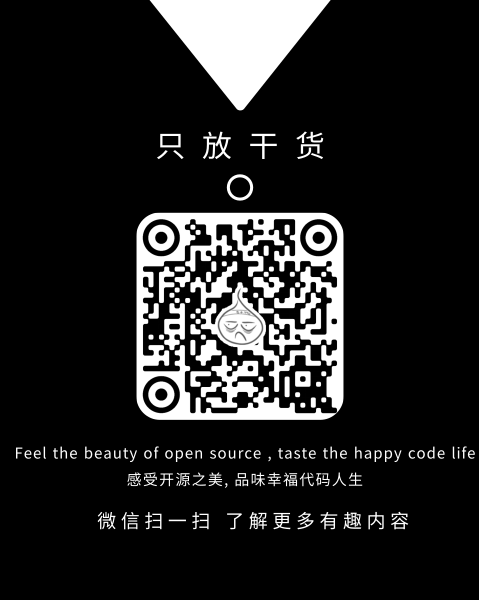 只放干货
Feel the beauty of open source , taste the happy code life
感受开源之美, 品味幸福代码人生
微信扫一扫 了解更多有趣内容